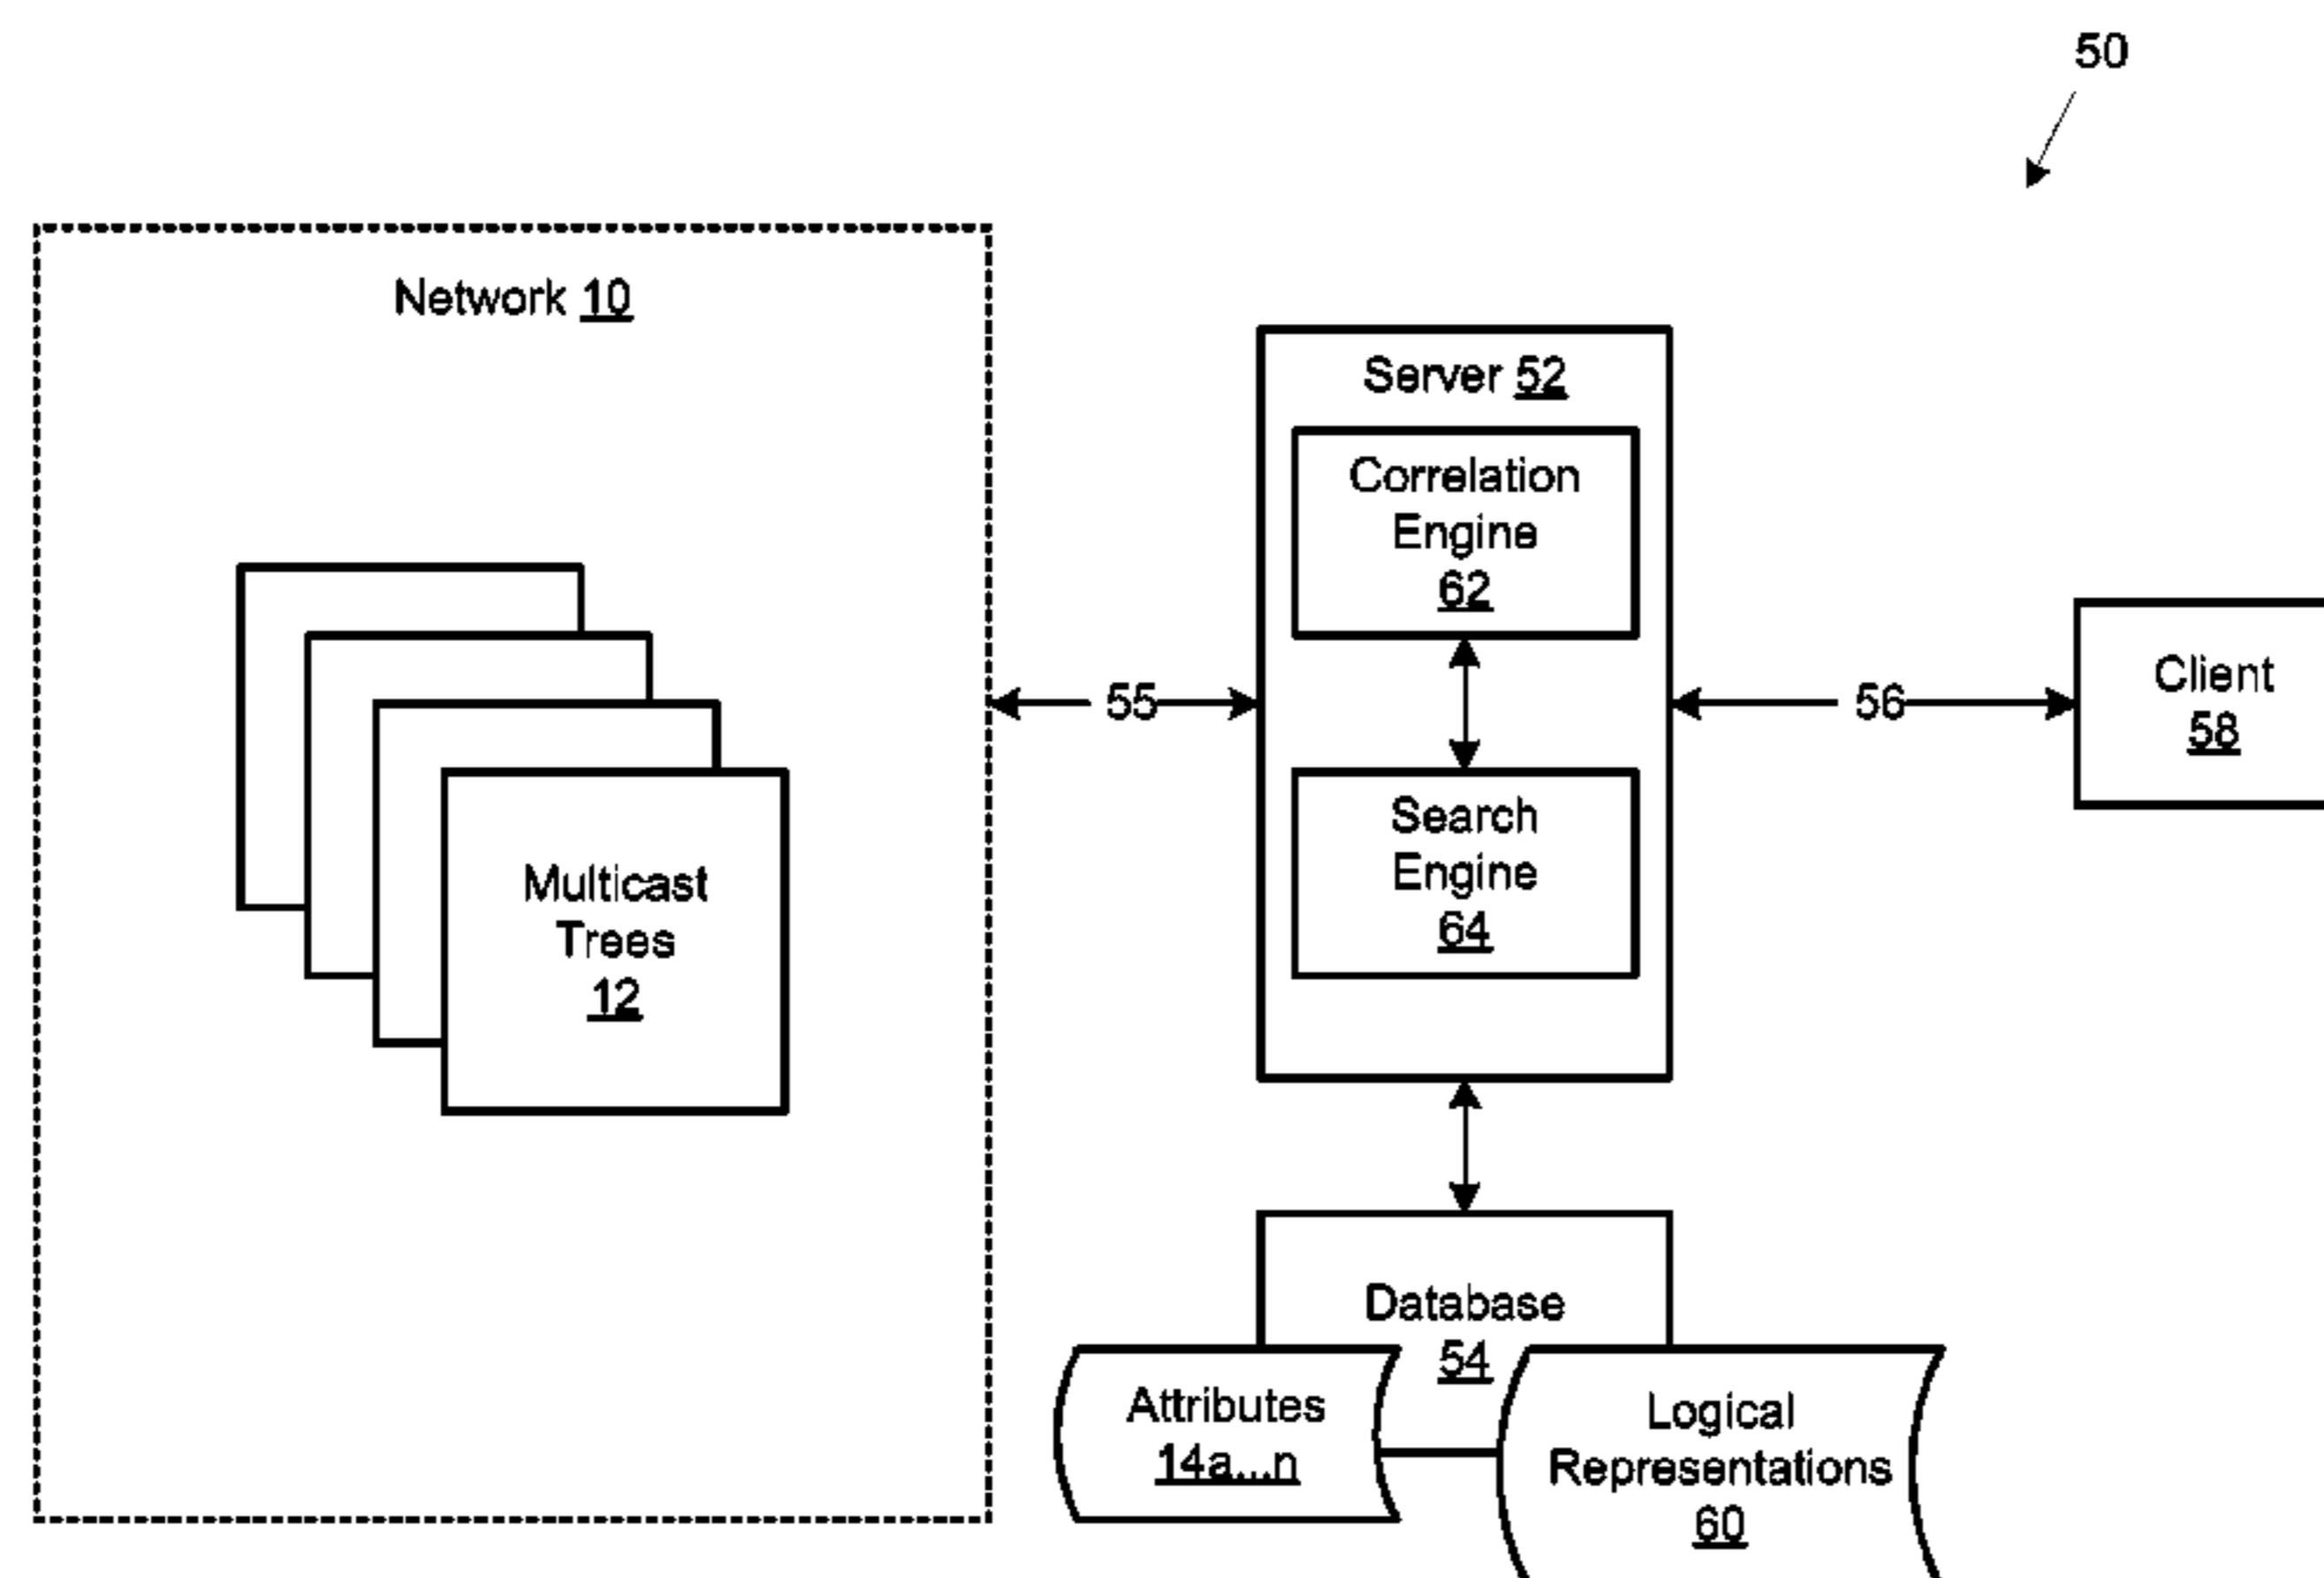 50
Network 10
Server 52
Correlation
Engine
62
55
56
Client
58
Search
Engine
64
Multicast
Trees
12
Database
54
Attributes
14a...n
Logical
Representations
60